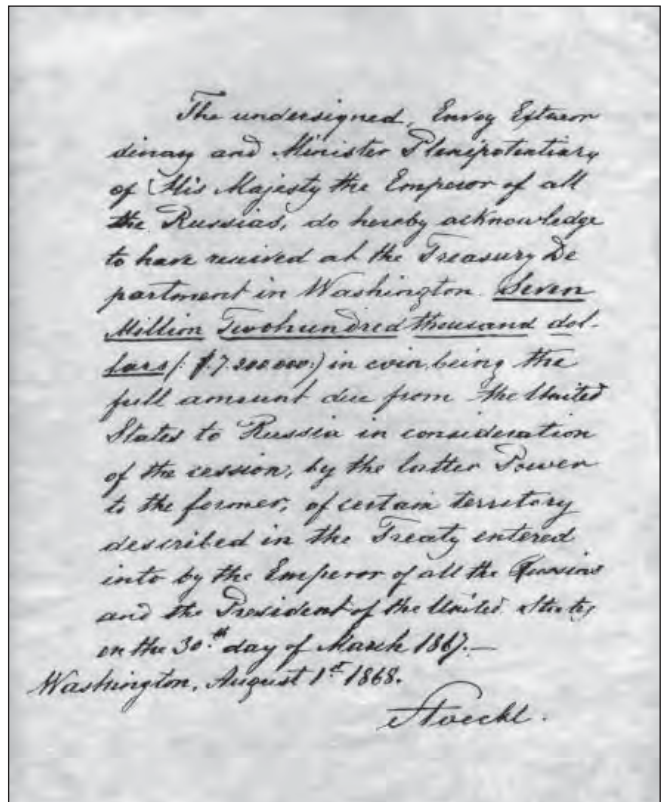 The undersigned, Envoy Extraor
dinary and Minister Plenipotentiary
of His Majesty the Emperor of all
the Russias, do hereby acknowledge
to have received at the Treasury De
partment in Washington Seven
Million Twohundred thousand dol-
lars (: $ 7.200.000 :) in coin, being the
full amount due from the United
States to Russia in consideration
of the cession, by the latter Power
to the former, of certain territory
described in the Treaty entered
into by the Emperor of all the Russias
and the President of the United States
on the 30th day of March 1867.—
Washington, August 1st 1868.
Stoeckl.